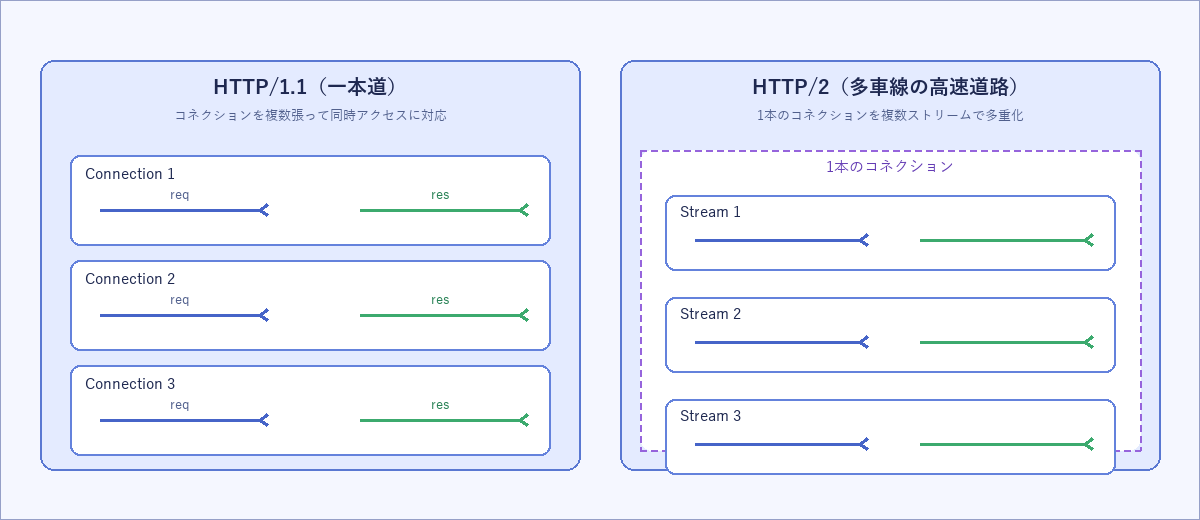 HTTP/1.1（一本道）
コネクションを複数張って同時アクセスに対応
Connection 1
req
res
Connection 2
req
res
Connection 3
req
res
HTTP/2（多車線の高速道路）
1本のコネクションを複数ストリームで多重化
1本のコネクション
Stream 1
Stream 2
Stream 3